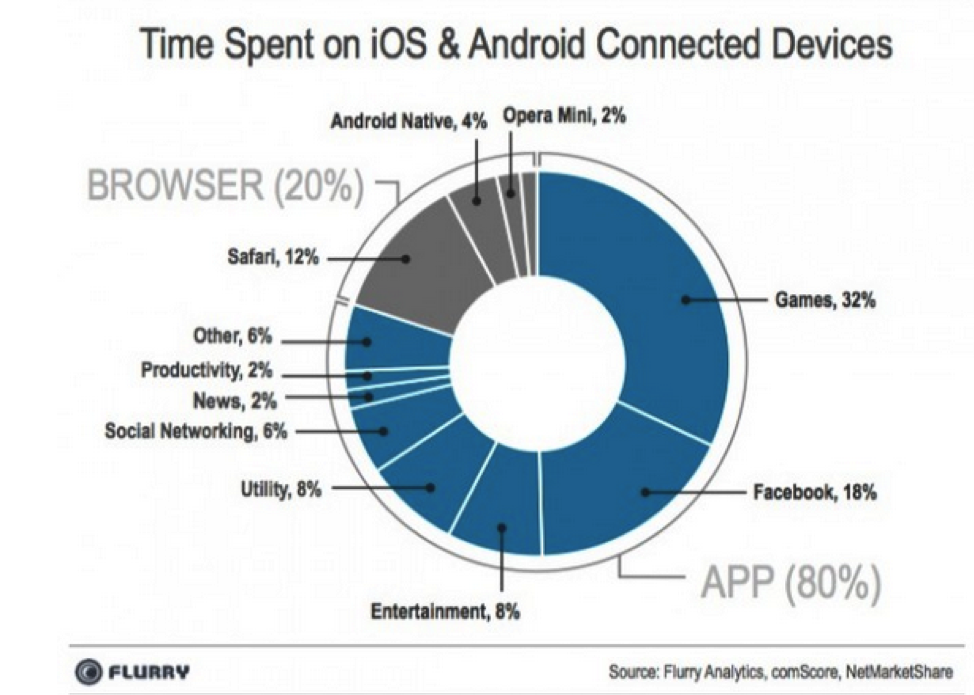 Time Spent on iOS & Android Connected Devices
Android Native, 4%
Opera Mini, 2%
BROWSER (20%)
Safari, 12%
Games, 32%
Other, 6%
Productivity, 2%
News, 2%
Social Networking, 6%
Utility, 8%
Facebook, 18%
Entertainment, 8%
APP (80%)
FLURRY
Source: Flurry Analytics, comScore, NetMarketShare